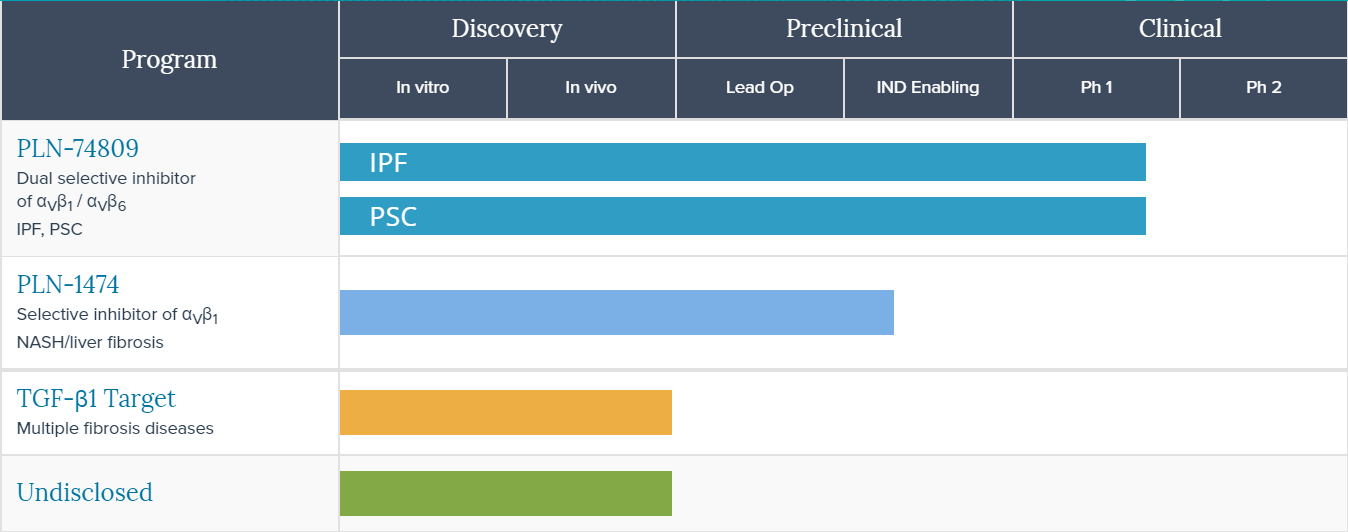 Program
Discovery
Preclinical
Clinical
In vitro
In vivo
Lead Op
IND Enabling
Ph 1
Ph 2
PLN-74809
Dual selective inhibitor
of αVβ1 / αVβ6
IPF, PSC
IPF
PSC
PLN-1474
Selective inhibitor of αVβ1
NASH/liver fibrosis
TGF-β1 Target
Multiple fibrosis diseases
Undisclosed